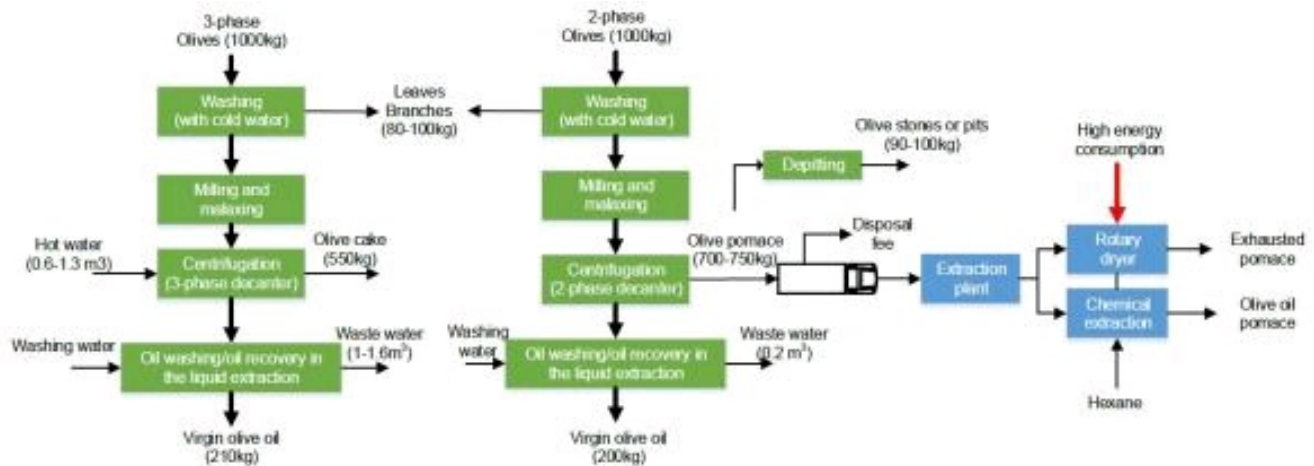 3-phase
Olives (1000kg)
Washing
(with cold water)
Leaves
Branches
(80-100kg)
Milling and
malaxing
Hot water
(0.6-1.3 m3)
Centrifugation
(3-phase decanter)
Olive cake
(550kg)
Washing water
Oil washing/oil recovery in
the liquid extraction
Waste water
(1-1,6m³)
Virgin olive oil
(210kg)
2-phase
Olives (1000kg)
Washing
(with cold water)
Milling and
malaxing
Centrifugation
(2-phase decanter)
Olive pomace
(700-750kg)
Washing
water
Oil washing/oil recovery in
the liquid extraction
Waste water
(0.2 m³)
Virgin olive oil
(200kg)
Depitting
Olive stones or pits
(90-100kg)
Disposal
fee
Extraction
plant
High energy
consumption
Rotary
dryer
Exhausted
pomace
Chemical
extraction
Olive oil
pomace
Hexane